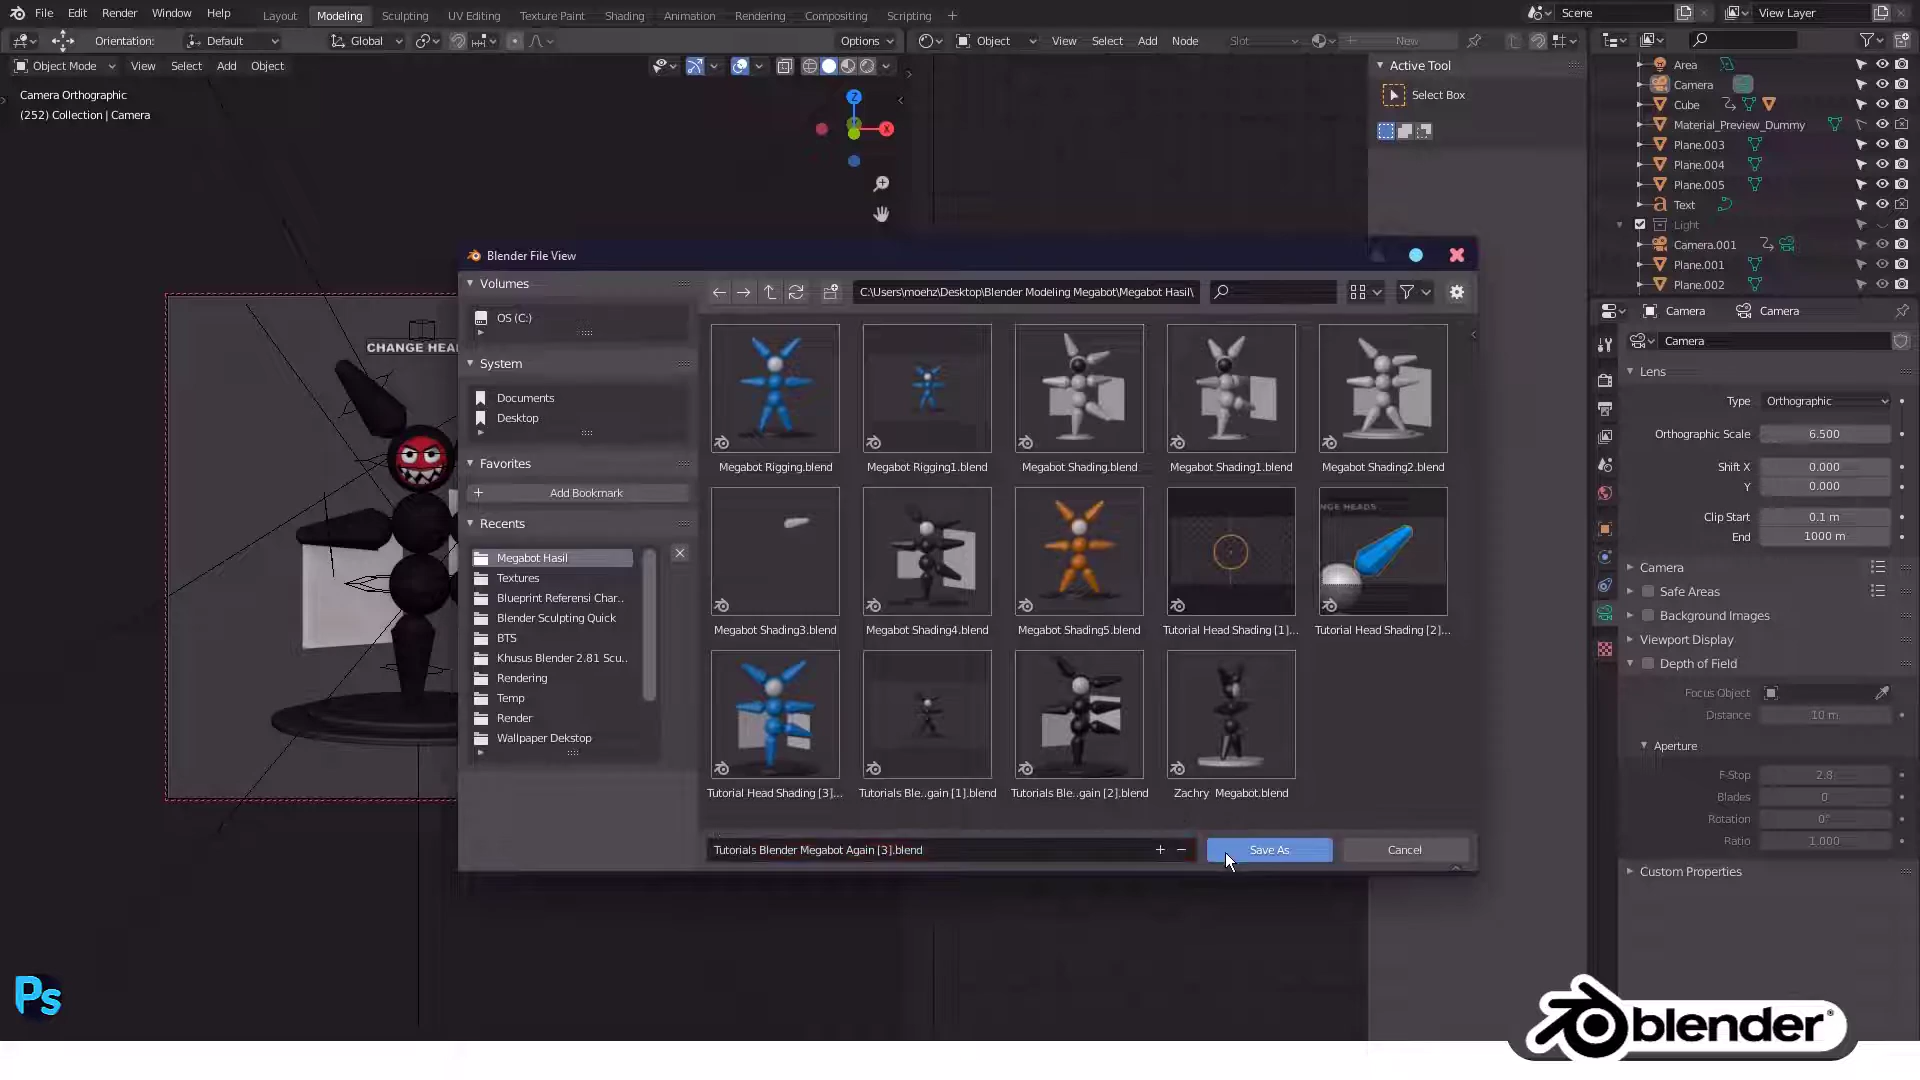 File Edit Render Window Help
Layout Modeling Sculpting UV Editing Texture Paint Shading Animation Rendering Compositing Scripting +
Scene
View Layer
Orientation: Default
Global
Options
Object
View Select Add Node
Slot
New
Object Mode View Select Add Object
Camera Orthographic
(252) Collection | Camera
Z
X
Active Tool
Select Box
Area
Camera
Cube
Material_Preview_Dummy
Plane.003
Plane.004
Plane.005
Text
Light
Camera.001
Plane.001
Plane.002
Blender File View
Volumes
OS (C:)
System
Documents
Desktop
Favorites
Add Bookmark
Recents
Megabot Hasil
Textures
Blueprint Referensi Char..
Blender Sculpting Quick
BTS
Khusus Blender 2.81 Scu..
Rendering
Temp
Render
Wallpaper Dekstop
C:\Users\moehz\Desktop\Blender Modeling Megabot\Megabot Hasil\
Megabot Rigging.blend
Megabot Rigging1.blend
Megabot Shading.blend
Megabot Shading1.blend
Megabot Shading2.blend
NGE HEADS
Megabot Shading3.blend
Megabot Shading4.blend
Megabot Shading5.blend
Tutorial Head Shading [1]...
Tutorial Head Shading [2]...
Tutorial Head Shading [3]...
Tutorials Ble..gain [1].blend
Tutorials Ble..gain [2].blend
Zachry Megabot.blend
Tutorials Blender Megabot Again [3].blend
Save As
Cancel
CHANGE HEA
Camera Camera
Camera
Lens
Type Orthographic
Orthographic Scale 6.500
Shift X 0.000
Y 0.000
Clip Start 0.1 m
End 1000 m
Camera
Safe Areas
Background Images
Viewport Display
Depth of Field
Focus Object
Distance 10 m
Aperture
F-Stop 2.8
Blades 0
Rotation 0°
Ratio 1.000
Custom Properties
Ps
blender